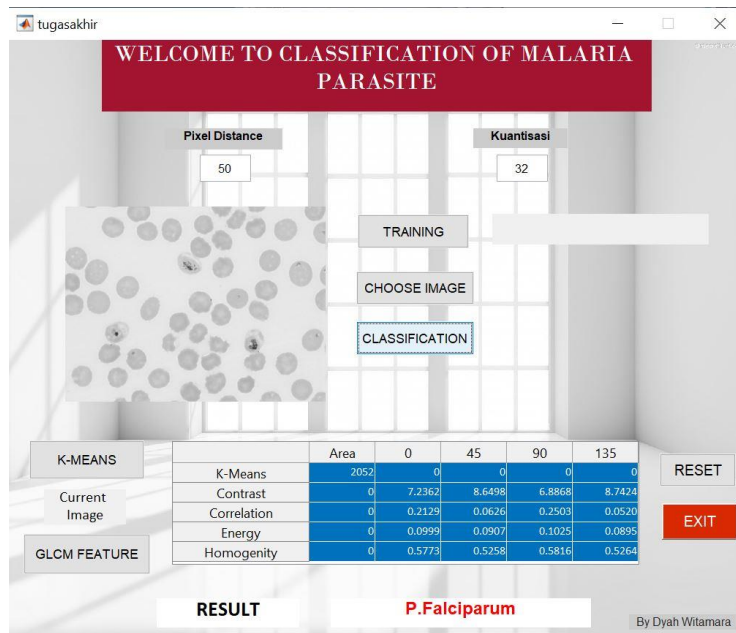 tugasakhir
WELCOME TO CLASSIFICATION OF MALARIA
PARASITE
Pixel Distance
Kuantisasi
50
32
TRAINING
CHOOSE IMAGE
CLASSIFICATION
K-MEANS
Current
Image
GLCM FEATURE
Area 0 45 90 135
K-Means 2052 0 0 0 0
Contrast 0 7.2362 8.6498 6.8868 8.7424
Correlation 0 0.2129 0.0626 0.2503 0.0520
Energy 0 0.0999 0.0907 0.1025 0.0895
Homogenity 0 0.5773 0.5258 0.5816 0.5264
RESET
EXIT
RESULT
P.Falciparum
By Dyah Witamara